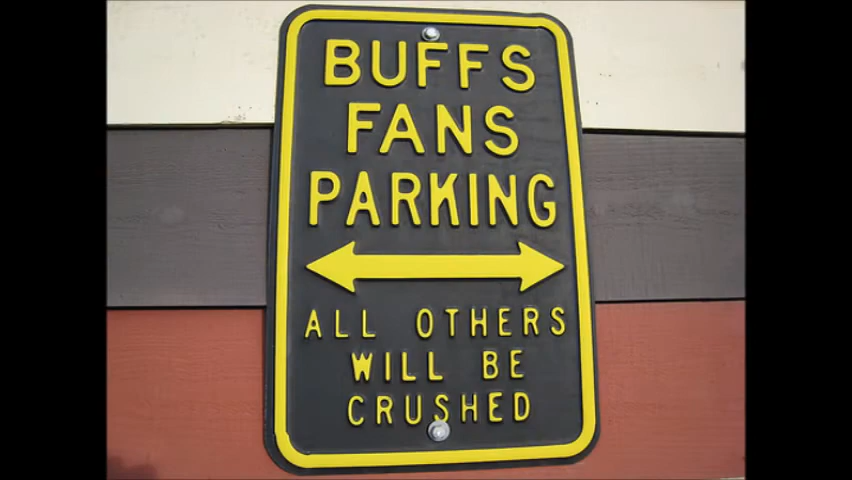 BUFFS
FANS
PARKING
ALL OTHERS
WILL BE
CRUSHED